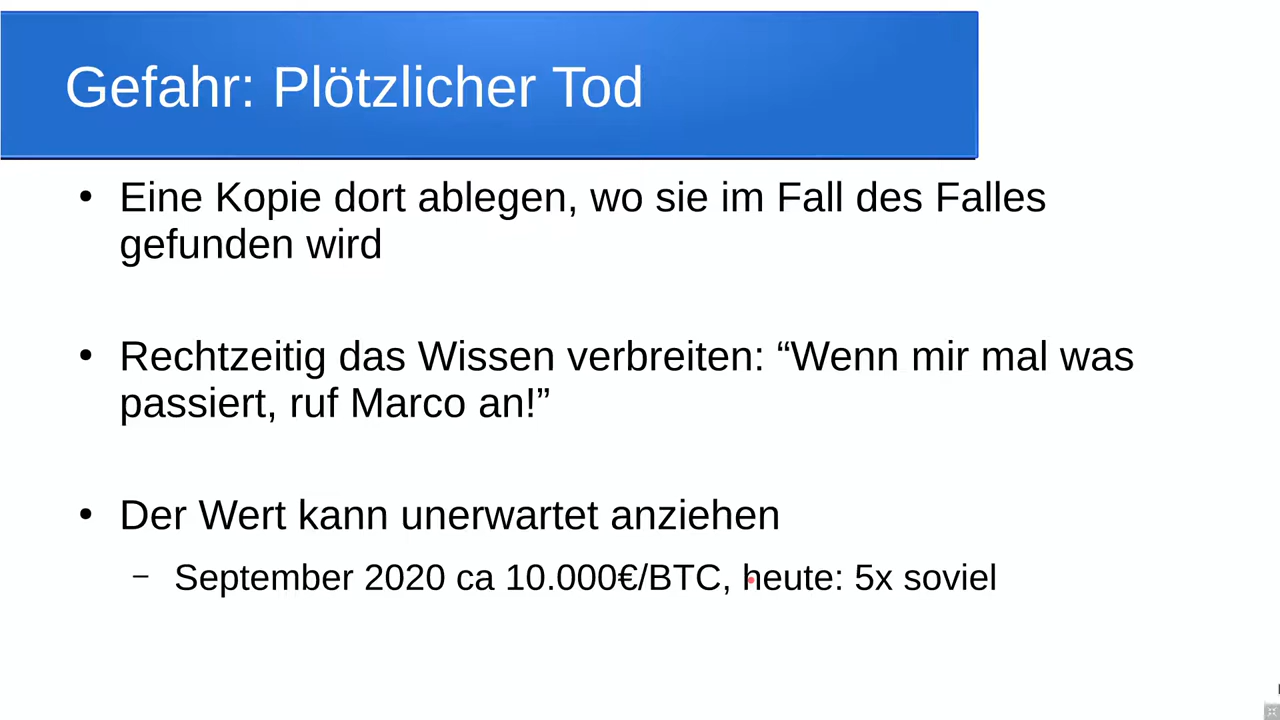 Gefahr: Plötzlicher Tod
• Eine Kopie dort ablegen, wo sie im Fall des Falles
gefunden wird
• Rechtzeitig das Wissen verbreiten: “Wenn mir mal was
passiert, ruf Marco an!”
• Der Wert kann unerwartet anziehen
– September 2020 ca 10.000€/BTC, heute: 5x soviel